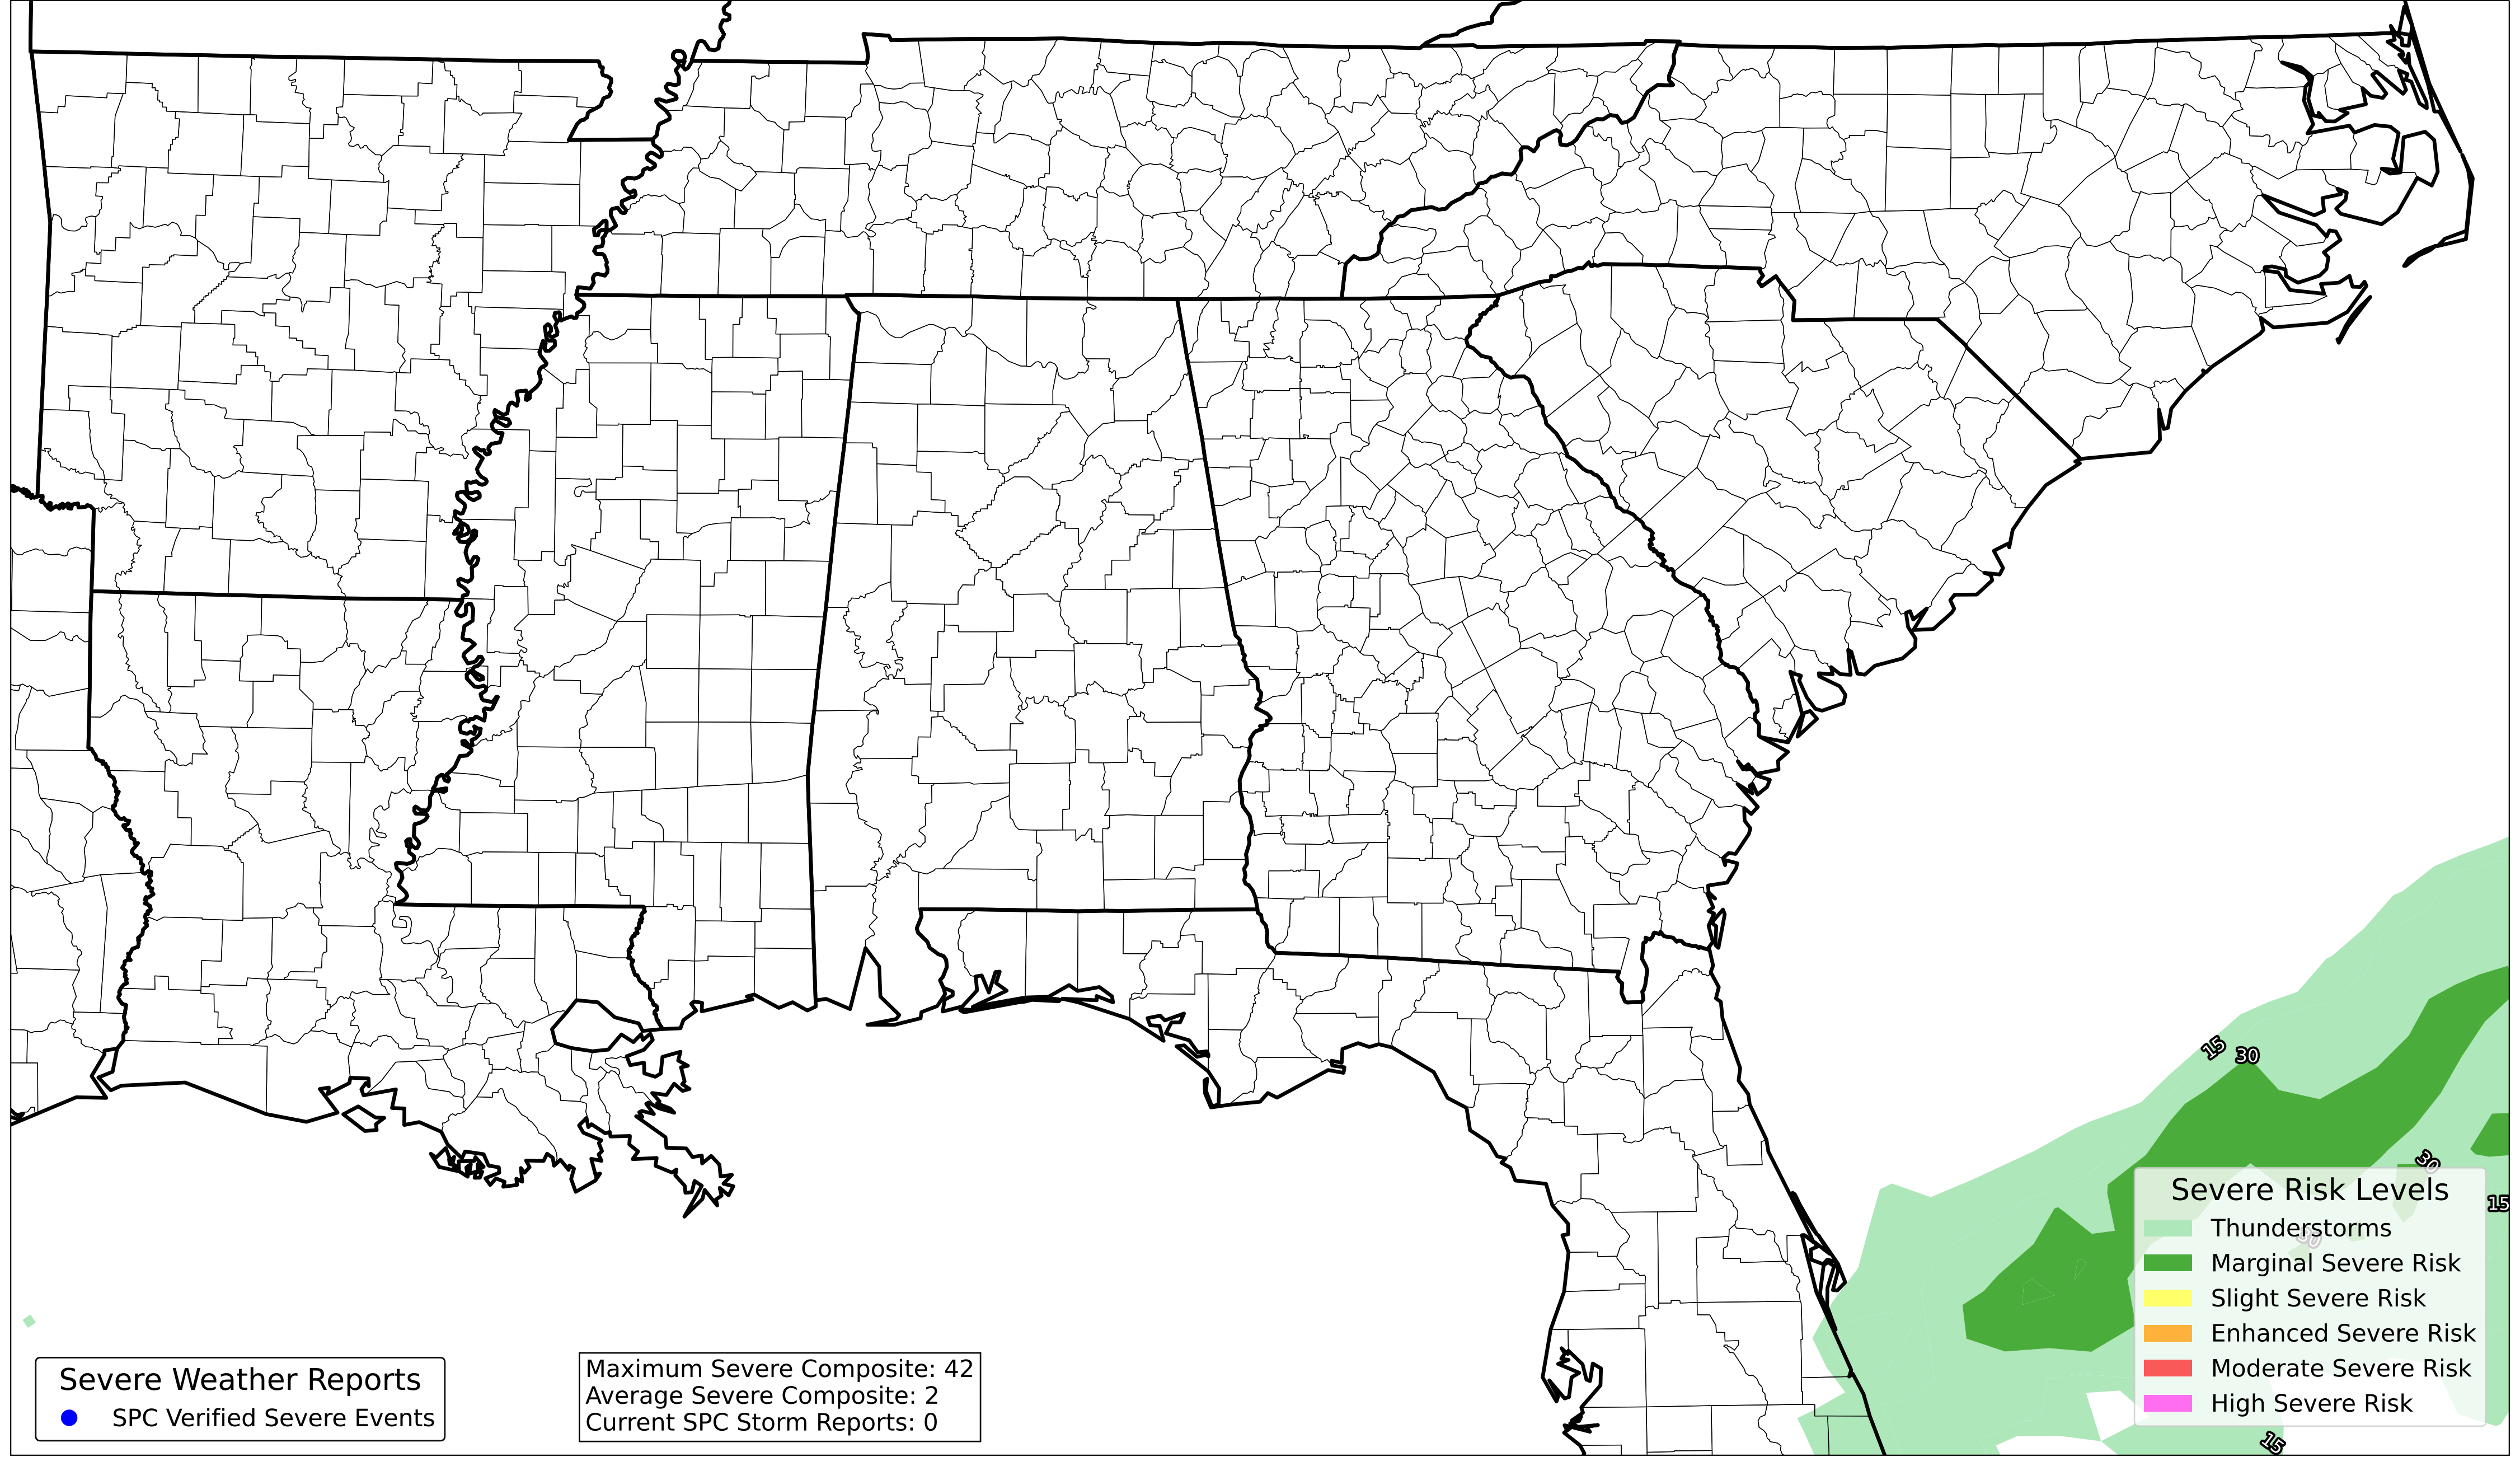 15
30
30
15
Severe Risk Levels
Thunderstorms
30
Marginal Severe Risk
Slight Severe Risk
Enhanced Severe Risk
Moderate Severe Risk
High Severe Risk
15
Severe Weather Reports
SPC Verified Severe Events
Maximum Severe Composite: 42
Average Severe Composite: 2
Current SPC Storm Reports: 0